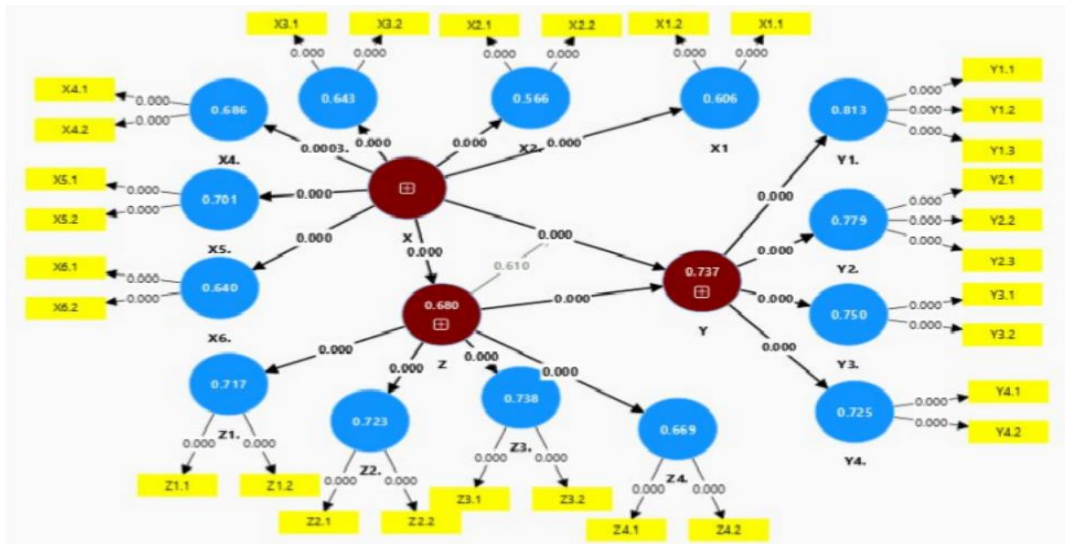 X3.1 X3.2 X2.1 X2.2 X1.2 X1.1
0.000 0.000 0.000 0.000 0.000 0.000
X4.1 0.000 0.686 0.643 0.566 0.606 0.813 0.000 Y1.1
X4.2 0.000 0.000 Y1.2
0.000 Y1.3
X4. 0.0003. 0.000 0.000 X2. 0.000 X1 Y1.
X5.1 0.000 0.701 0.000 0.000 0.779 0.000 Y2.1
X5.2 0.000 0.000 Y2.2
0.000 Y2.3
X5. 0.000 X 0.000 0.000 0.000 Y2.
X6.1 0.000 0.640 0.610 0.737
X6.2 0.000
X6. 0.680 0.000 Y 0.000 0.750 0.000 Y3.1
0.000 Y3.2
Z 0.000 Y3.
0.000 0.000 0.000 0.000
0.717 0.723 0.738 0.669 0.725 0.000 Y4.1
0.000 Y4.2
Z1. Z2. Z3. Z4. Y4.
0.000 0.000 0.000 0.000 0.000 0.000 0.000 0.000
Z1.1 Z1.2 Z2.1 Z2.2 Z3.1 Z3.2 Z4.1 Z4.2